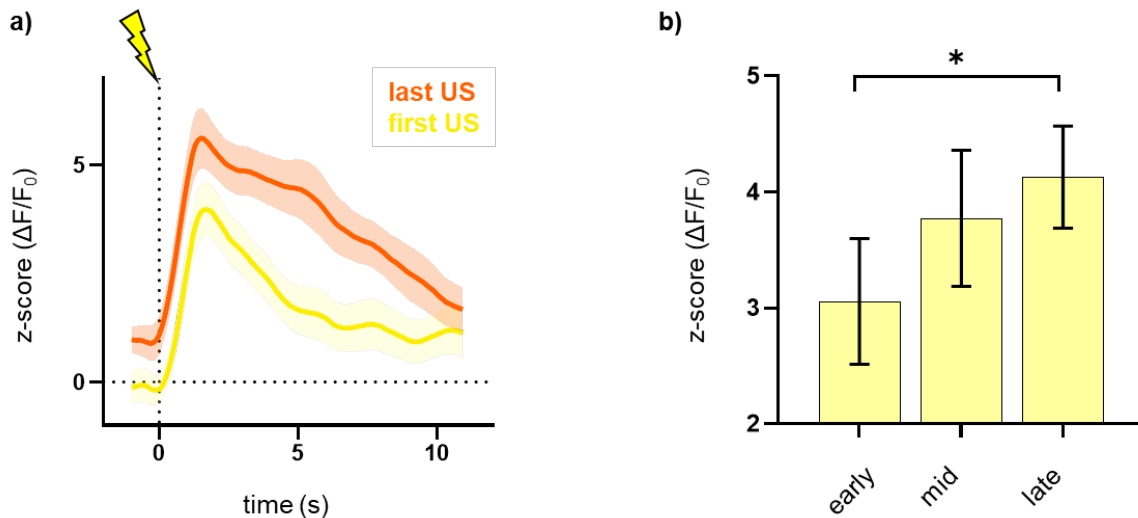 a)
last US
first US
5
0
z-score (ΔF/F₀)
0
5
10
time (s)
b)
*
5
4
3
2
z-score (ΔF/F₀)
early
mid
late